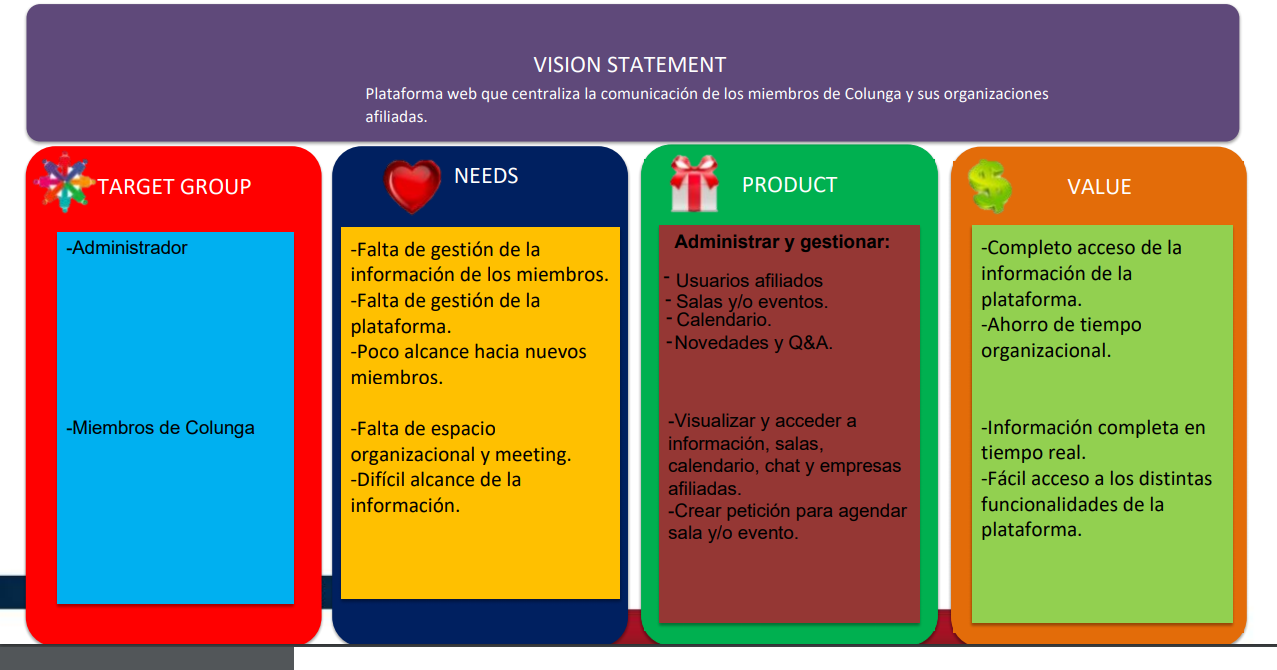 VISION STATEMENT
Plataforma web que centraliza la comunicación de los miembros de Colunga y sus organizaciones
afiliadas.
TARGET GROUP
-Administrador
-Miembros de Colunga
NEEDS
-Falta de gestión de la
información de los miembros.
-Falta de gestión de la
plataforma.
-Poco alcance hacia nuevos
miembros.
-Falta de espacio
organizacional y meeting.
-Difícil alcance de la
información.
PRODUCT
Administrar y gestionar:
- Usuarios afiliados
- Salas y/o eventos.
- Calendario.
-Novedades y Q&A.
-Visualizar y acceder a
información, salas,
calendario, chat y empresas
afiliadas.
-Crear petición para agendar
sala y/o evento.
VALUE
-Completo acceso de la
información de la
plataforma.
-Ahorro de tiempo
organizacional.
-Información completa en
tiempo real.
-Fácil acceso a los distintas
funcionalidades de la
plataforma.